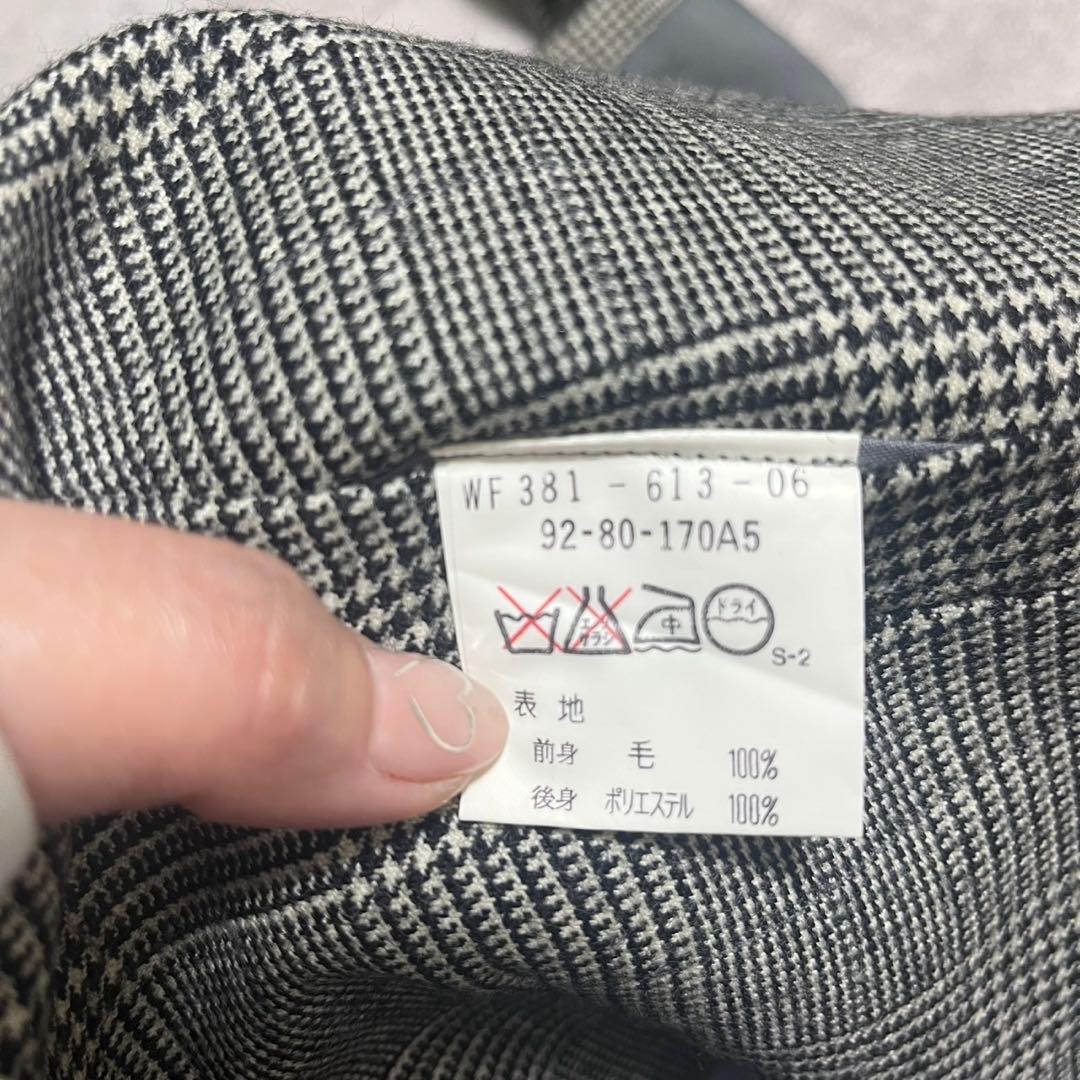 WF 381 - 613 - 06
92-80-170A5
エンソ サラシ 中 ドライ
S-2
表 地
前身 毛 100%
後身 ポリエステル 100%